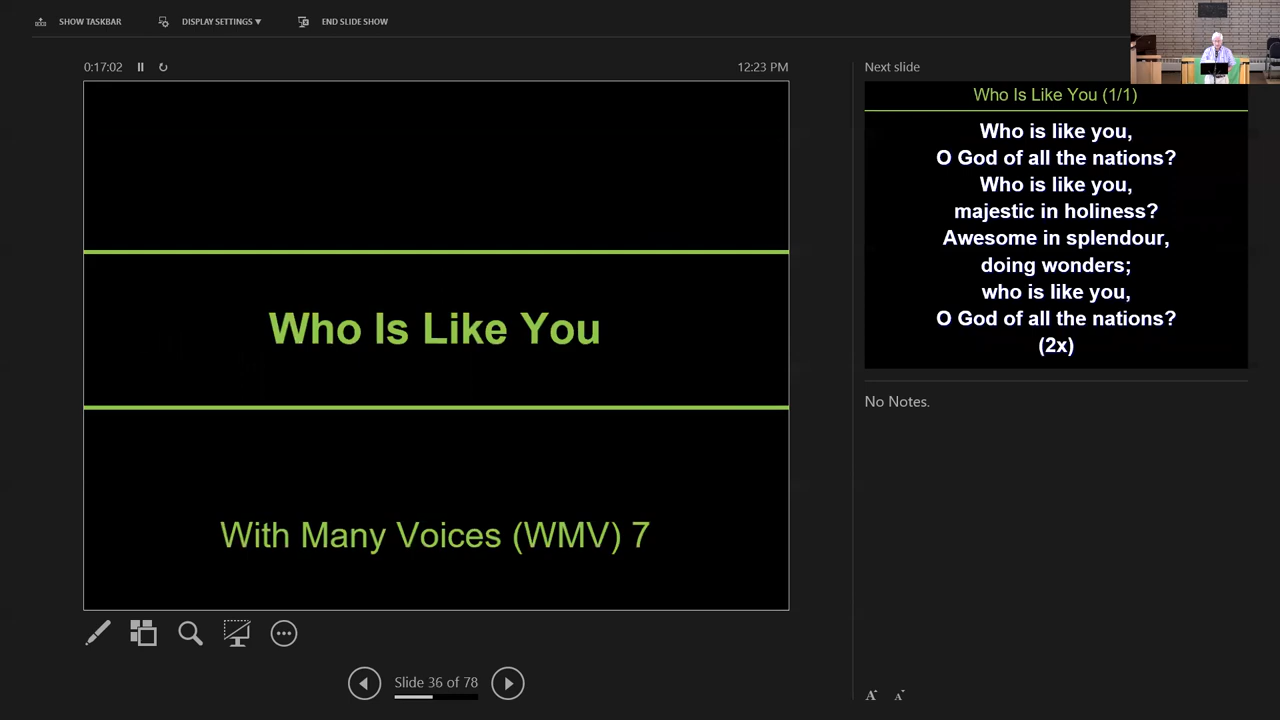 SHOW TASKBAR
DISPLAY SETTINGS ▼
END SLIDE SHOW
0:17:02
12:23 PM
Who Is Like You
With Many Voices (WMV) 7
Slide 36 of 78
Next slide
Who Is Like You (1/1)
Who is like you,
O God of all the nations?
Who is like you,
majestic in holiness?
Awesome in splendour,
doing wonders;
who is like you,
O God of all the nations?
(2x)
No Notes.
A A